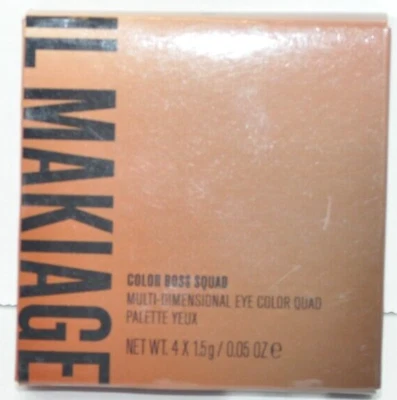 IL MAKIAGE
COLOR BOSS SQUAD
MULTI-DIMENSIONAL EYE COLOR QUAD
PALETTE YEUX
NET WT. 4 X 1.5g / 0.05 OZ ℮